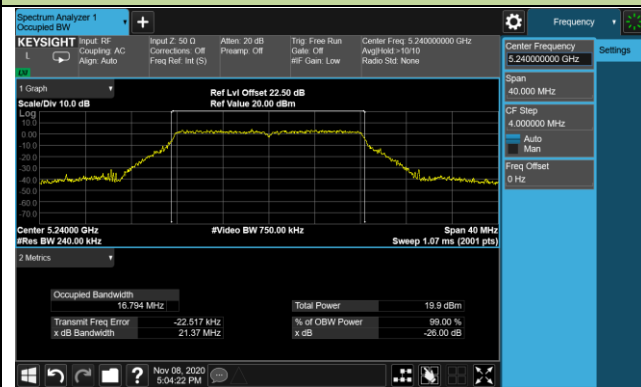 Spectrum Analyzer 1
Occupied BW
Frequency
KEYSIGHT
L
Input: RF
Coupling: AC
Align: Auto
Input Z: 50 Ω
Corrections: Off
Freq Ref: Int (S)
Atten: 20 dB
Preamp: Off
Trig: Free Run
Gate: Off
#IF Gain: Low
Center Freq: 5.240000000 GHz
Avg|Hold:>10/10
Radio Std: None
Center Frequency
5.240000000 GHz
Settings
Span
40.000 MHz
CF Step
4.000000 MHz
Auto
Man
Freq Offset
0 Hz
1 Graph
Scale/Div 10.0 dB
Ref Lvl Offset 22.50 dB
Ref Value 20.00 dBm
Log
10.0
0.00
-10.0
-20.0
-30.0
-40.0
-50.0
-60.0
-70.0
Center 5.24000 GHz
#Video BW 750.00 kHz
Span 40 MHz
#Res BW 240.00 kHz
Sweep 1.07 ms (2001 pts)
2 Metrics
Occupied Bandwidth
16.794 MHz
Total Power 19.9 dBm
Transmit Freq Error -22.517 kHz
% of OBW Power 99.00 %
x dB Bandwidth 21.37 MHz
x dB -26.00 dB
?
Nov 08, 2020
5:04:22 PM